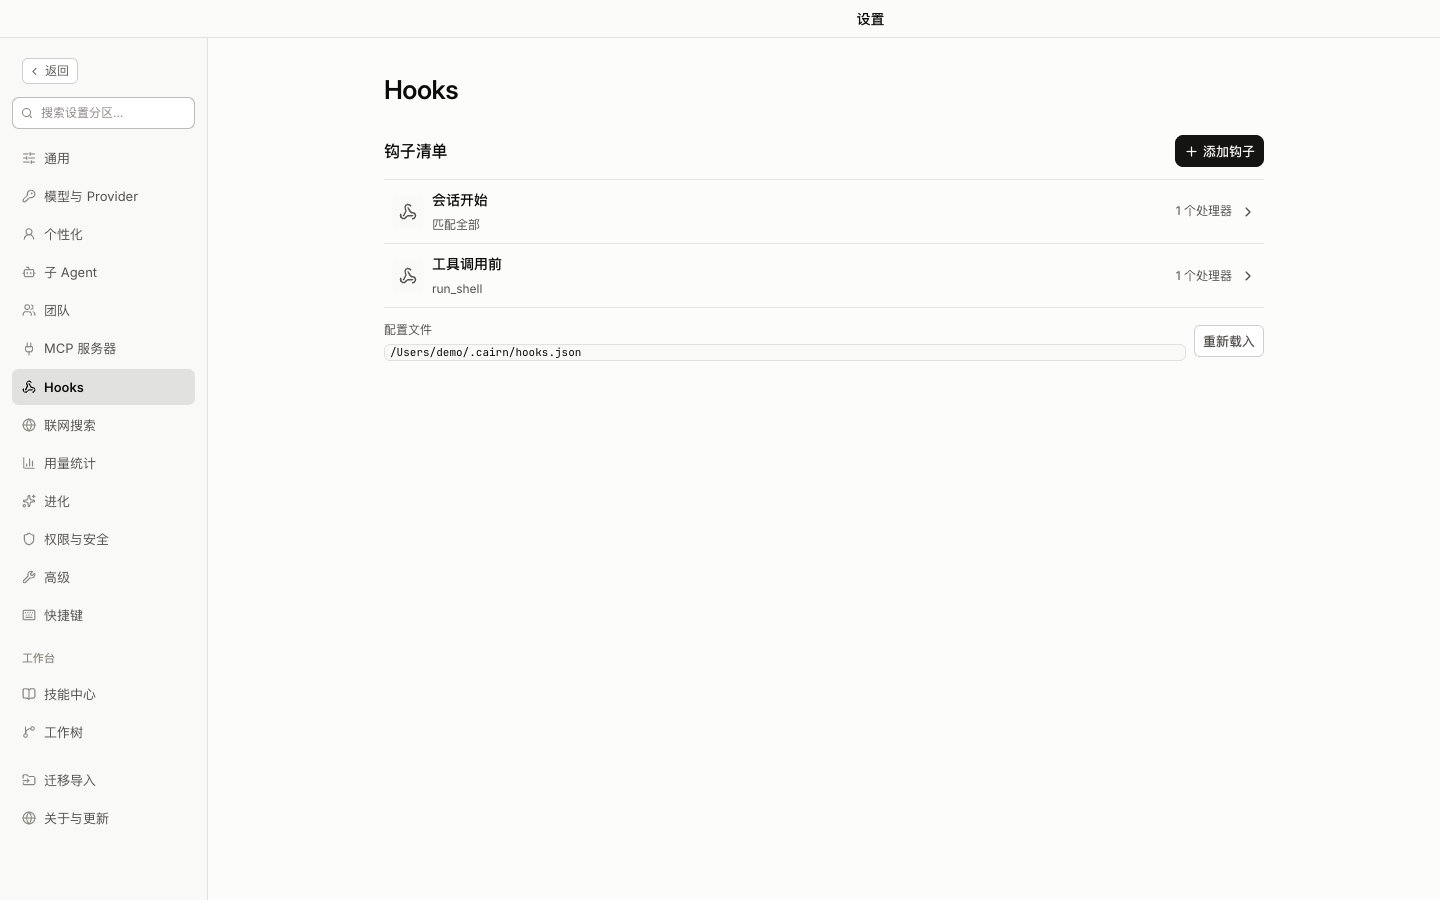 设置
返回
搜索设置分区...
通用
模型与 Provider
个性化
子 Agent
团队
MCP 服务器
Hooks
联网搜索
用量统计
进化
权限与安全
高级
快捷键
工作台
技能中心
工作树
迁移导入
关于与更新
Hooks
钩子清单
添加钩子
会话开始
匹配全部
1 个处理器
工具调用前
run_shell
1 个处理器
配置文件
/Users/demo/.cairn/hooks.json
重新载入